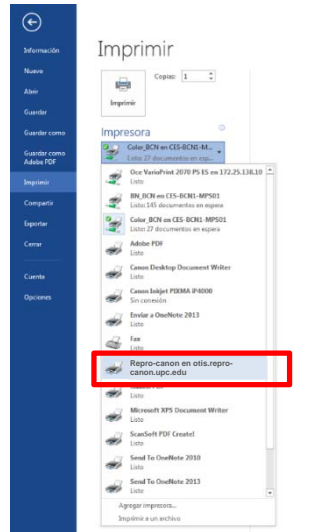 Imprimir
Información
Nuevo
Abrir
Guardar
Guardar como
Guardar como
Adobe PDF
Imprimir
Compartir
Exportar
Cerrar
Cuenta
Opciones
Copias: 1
Imprimir
Impresora
Color_BCN en CES-BCN1-M...
Listo: 27 documentos en esp...
Oce VarioPrint 2070 PS ES en 172.25.138.10
Listo
BN_BCN en CES-BCN1-MPS01
Listo: 145 documentos en espera
Color_BCN en CES-BCN1-MPS01
Listo: 27 documentos en espera
Adobe PDF
Listo
Canon Desktop Document Writer
Listo
Canon Inkjet PIXMA iP4000
Sin conexión
Enviar a OneNote 2013
Listo
Fax
Listo
Repro-canon en otis.repro-
canon.upc.edu
Listo
Microsoft XPS Document Writer
Listo
ScanSoft PDF Create!
Listo
Send To OneNote 2010
Listo
Send To OneNote 2013
Listo
Agregar impresora...
Imprimir a un archivo